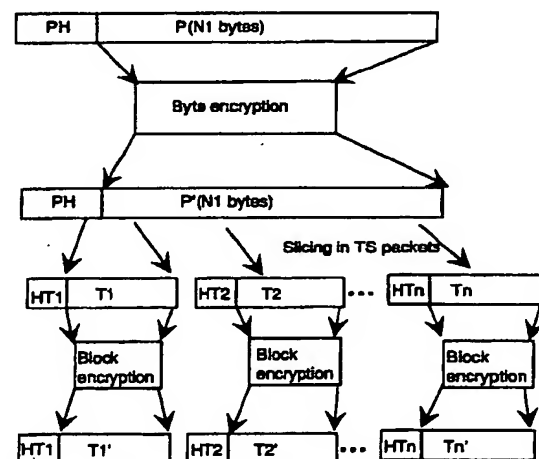 PH P(N1 bytes)
Byte encryption
PH P'(N1 bytes)
Slicing in TS packets
HT1 T1 HT2 T2 ••• HTn Tn
Block encryption
Block encryption
Block encryption
HT1 T1' HT2 T2' ••• HTn Tn'